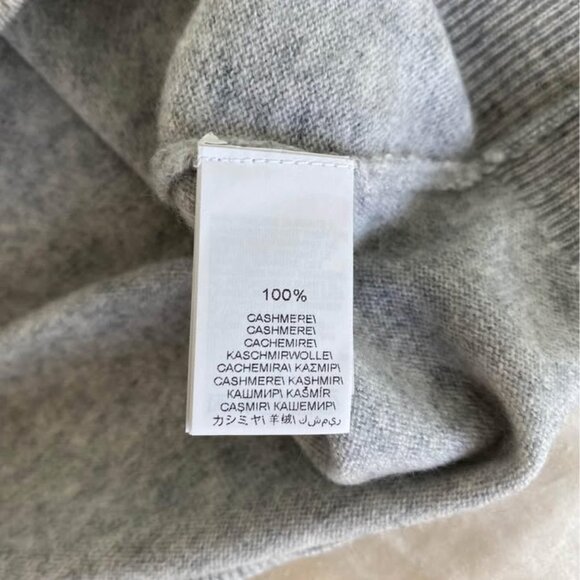 100%
CASHMERE\
CASHMERE\
CACHEMIRE\
KASCHMIRWOLLE\
CACHEMIRA\ ΚΑΣΜΙΡ\
CASHMERE\ KASHMIR\
КАШМИР\ KAŠMÍR
CAŞMIR\ КАШЕМИР\
カシミヤ\ 羊绒\ كشمير